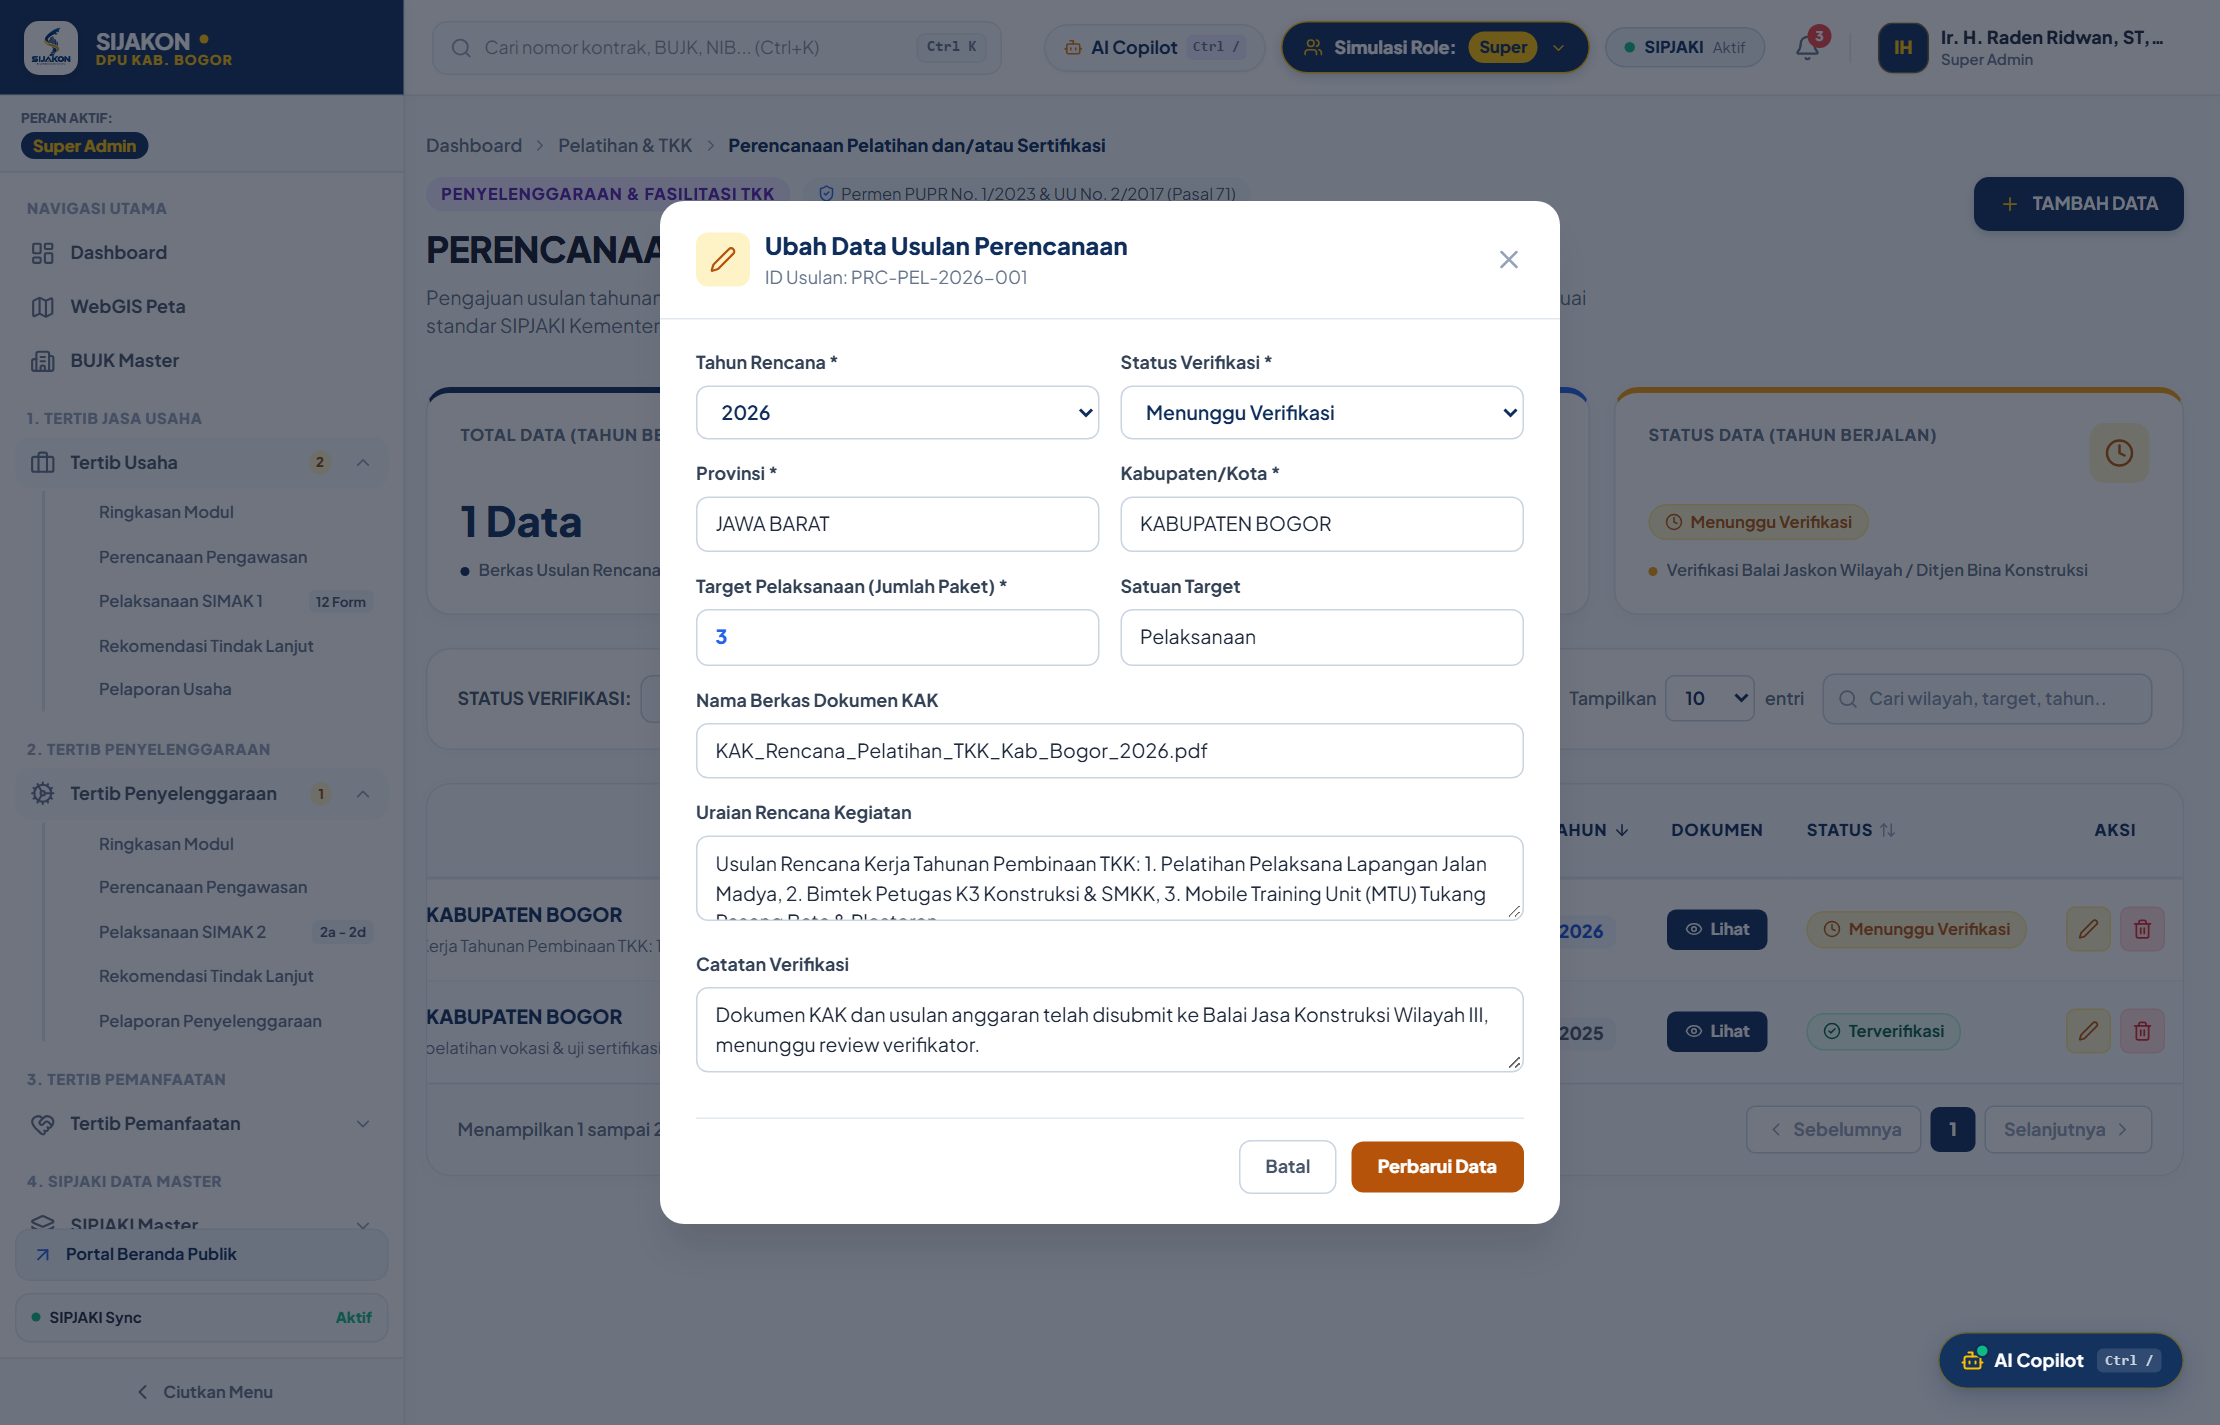 SIJAKON
SIJAKON
DPU KAB. BOGOR
Cari nomor kontrak, BUJK, NIB... (Ctrl+K)
Ctrl K
AI Copilot
Ctrl /
Simulasi Role:
Super
SIPJAKI Aktif
3
IH
Ir. H. Raden Ridwan, ST,...
Super Admin
PERAN AKTIF:
Super Admin
NAVIGASI UTAMA
Dashboard
WebGIS Peta
BUJK Master
1. TERTIB JASA USAHA
Tertib Usaha
2
Ringkasan Modul
Perencanaan Pengawasan
Pelaksanaan SIMAK 1
12 Form
Rekomendasi Tindak Lanjut
Pelaporan Usaha
2. TERTIB PENYELENGGARAAN
Tertib Penyelenggaraan
1
Ringkasan Modul
Perencanaan Pengawasan
Pelaksanaan SIMAK 2
2a - 2d
Rekomendasi Tindak Lanjut
Pelaporan Penyelenggaraan
3. TERTIB PEMANFAATAN
Tertib Pemanfaatan
4. SIPJAKI DATA MASTER
SIPJAKI Master
Portal Beranda Publik
SIPJAKI Sync
Aktif
Ciutkan Menu
Dashboard
Pelatihan & TKK
Perencanaan Pelatihan dan/atau Sertifikasi
PENYELENGGARAAN & FASILITASI TKK
Permen PUPR No. 1/2023 & UU No. 2/2017 (Pasal 71)
TAMBAH DATA
PERENCANAA
Pengajuan usulan tahunan
uai
standar SIPJAKI Kementer
TOTAL DATA (TAHUN BE
1 Data
Berkas Usulan Rencana
STATUS DATA (TAHUN BERJALAN)
Menunggu Verifikasi
Verifikasi Balai Jaskon Wilayah / Ditjen Bina Konstruksi
STATUS VERIFIKASI:
Tampilkan
10
entri
Cari wilayah, target, tahun..
AHUN
DOKUMEN
STATUS
AKSI
KABUPATEN BOGOR
erja Tahunan Pembinaan TKK: 1
2026
Lihat
Menunggu Verifikasi
KABUPATEN BOGOR
pelatihan vokasi & uji sertifikasi
2025
Lihat
Terverifikasi
Menampilkan 1 sampai 2
Sebelumnya
1
Selanjutnya
Ubah Data Usulan Perencanaan
ID Usulan: PRC-PEL-2026-001
Tahun Rencana *
Status Verifikasi *
2026
Menunggu Verifikasi
Provinsi *
Kabupaten/Kota *
JAWA BARAT
KABUPATEN BOGOR
Target Pelaksanaan (Jumlah Paket) *
Satuan Target
3
Pelaksanaan
Nama Berkas Dokumen KAK
KAK_Rencana_Pelatihan_TKK_Kab_Bogor_2026.pdf
Uraian Rencana Kegiatan
Usulan Rencana Kerja Tahunan Pembinaan TKK: 1. Pelatihan Pelaksana Lapangan Jalan
Madya, 2. Bimtek Petugas K3 Konstruksi & SMKK, 3. Mobile Training Unit (MTU) Tukang
Pasang Bata & Plesteran
Catatan Verifikasi
Dokumen KAK dan usulan anggaran telah disubmit ke Balai Jasa Konstruksi Wilayah III,
menunggu review verifikator.
Batal
Perbarui Data
AI Copilot
Ctrl /